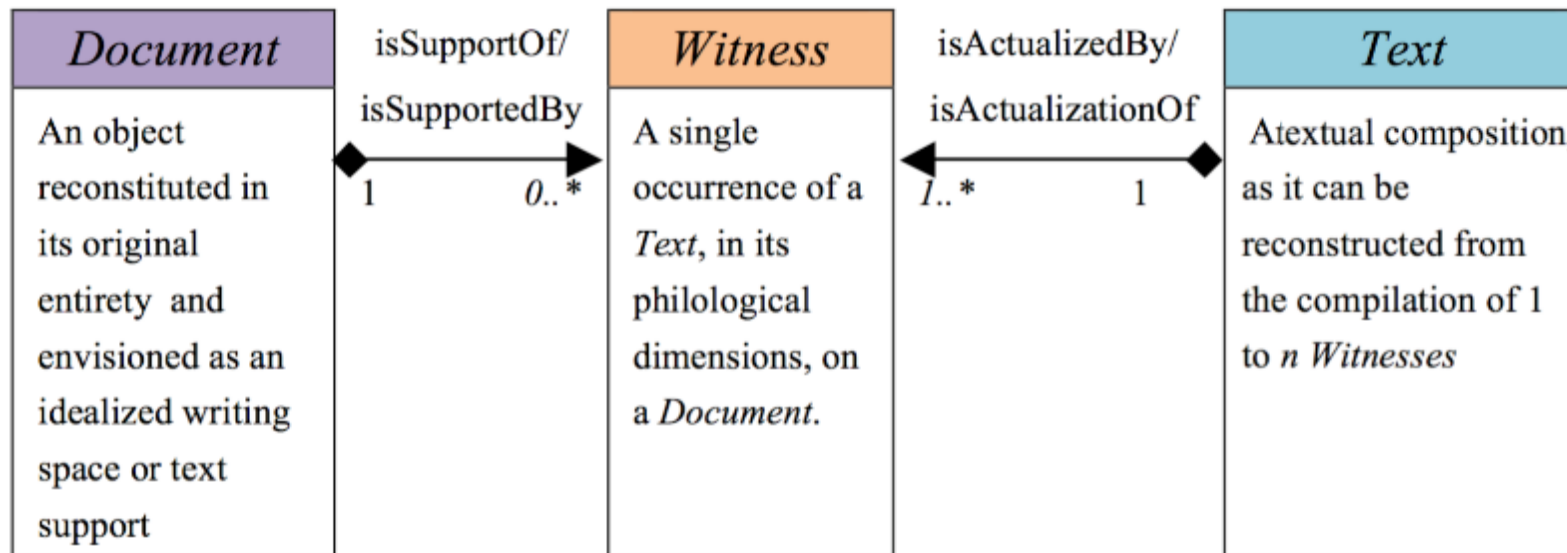 Document
An object
reconstituted in
its original
entirety and
envisioned as an
idealized writing
space or text
support
isSupportOf/
isSupportedBy
1 0..*
Witness
A single
occurrence of a
Text, in its
philological
dimensions, on
a Document.
isActualizedBy/
isActualizationOf
1..* 1
Text
Atextual composition
as it can be
reconstructed from
the compilation of 1
to n Witnesses